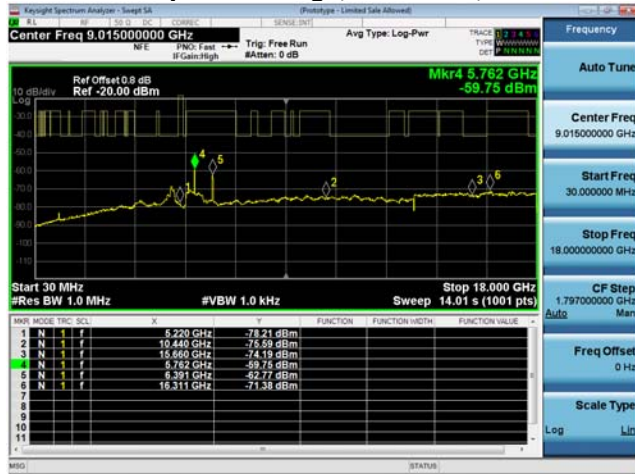 Keysight Spectrum Analyzer - Swept SA
(Prototype - Limited Sale Allowed)
RL RF 50 Ω DC CORREC SENSE:INT
Center Freq 9.015000000 GHz
NFE
PNO: Fast
IFGain:High
Trig: Free Run
#Atten: 0 dB
Avg Type: Log-Pwr
TRACE 1 2 3 4 5 6
TYPE
DET P N N N N N
Ref Offset 0.8 dB
10 dB/div Ref -20.00 dBm
Mkr4 5.762 GHz
-59.75 dBm
Log
-30.0
-40.0
-50.0
-60.0
-70.0
-80.0
-90.0
-100
-110
1
2
3
4
5
6
Start 30 MHz
Stop 18.000 GHz
#Res BW 1.0 MHz #VBW 1.0 kHz Sweep 14.01 s (1001 pts)
MKR MODE TRC SCL X Y FUNCTION FUNCTION WIDTH FUNCTION VALUE
1 N 1 f 5.220 GHz -78.21 dBm
2 N 1 f 10.440 GHz -75.59 dBm
3 N 1 f 15.660 GHz -74.19 dBm
4 N 1 f 5.762 GHz -59.75 dBm
5 N 1 f 6.391 GHz -62.77 dBm
6 N 1 f 16.311 GHz -71.38 dBm
7
8
9
10
11
MSG STATUS
Frequency
Auto Tune
Center Freq
9.015000000 GHz
Start Freq
30.000000 MHz
Stop Freq
18.000000000 GHz
CF Step
1.797000000 GHz
Auto Man
Freq Offset
0 Hz
Scale Type
Log Lin